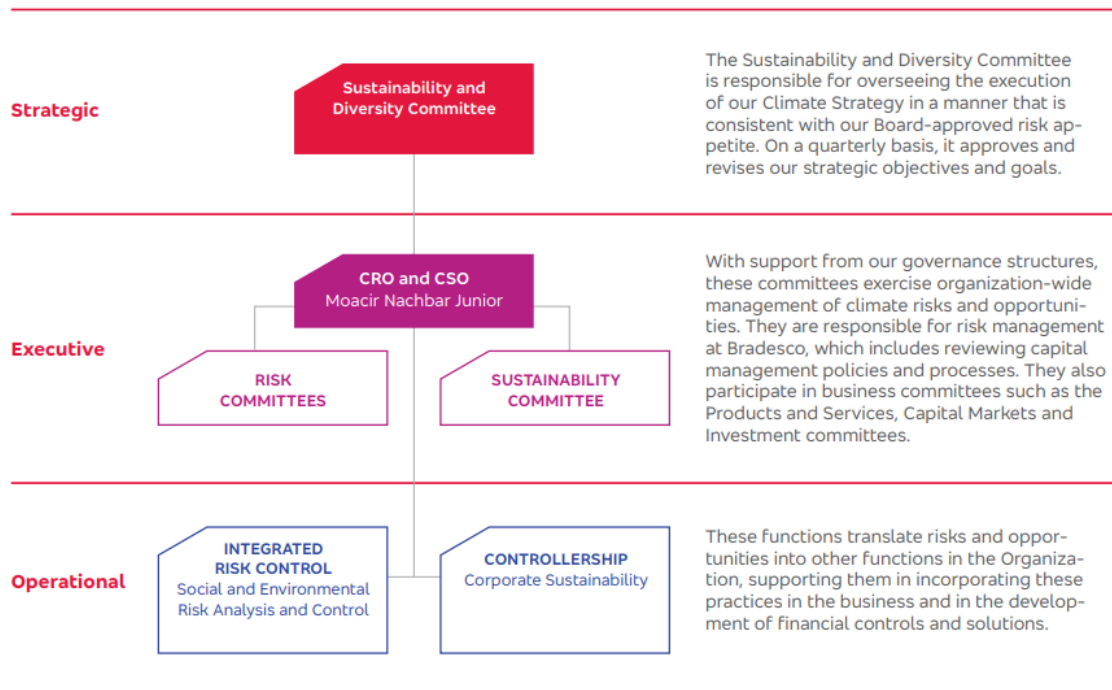 Strategic
Sustainability and
Diversity Committee
The Sustainability and Diversity Committee
is responsible for overseeing the execution
of our Climate Strategy in a manner that is
consistent with our Board-approved risk ap-
petite. On a quarterly basis, it approves and
revises our strategic objectives and goals.
Executive
CRO and CSO
Moacir Nachbar Junior
RISK
COMMITTEES
SUSTAINABILITY
COMMITTEE
With support from our governance structures,
these committees exercise organization-wide
management of climate risks and opportuni-
ties. They are responsible for risk management
at Bradesco, which includes reviewing capital
management policies and processes. They also
participate in business committees such as the
Products and Services, Capital Markets and
Investment committees.
Operational
INTEGRATED
RISK CONTROL
Social and Environmental
Risk Analysis and Control
CONTROLLERSHIP
Corporate Sustainability
These functions translate risks and oppor-
tunities into other functions in the Organiza-
tion, supporting them in incorporating these
practices in the business and in the develop-
ment of financial controls and solutions.